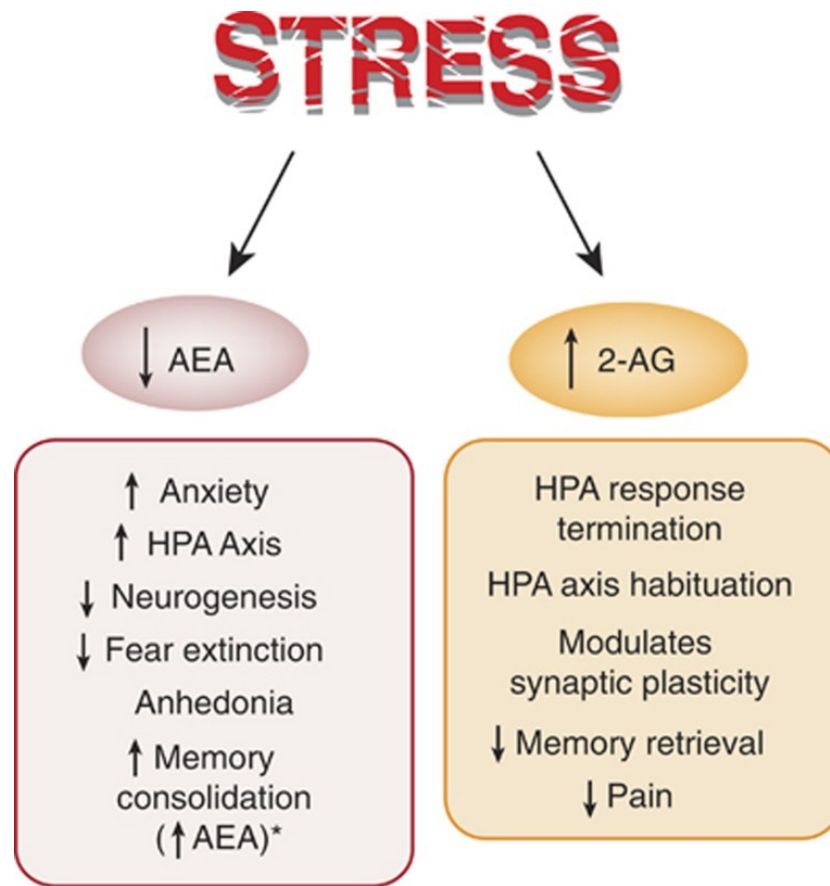 STRESS
↓ AEA
↑ Anxiety
↑ HPA Axis
↓ Neurogenesis
↓ Fear extinction
Anhedonia
↑ Memory
consolidation
(↑ AEA)*
↑ 2-AG
HPA response
termination
HPA axis habituation
Modulates
synaptic plasticity
↓ Memory retrieval
↓ Pain